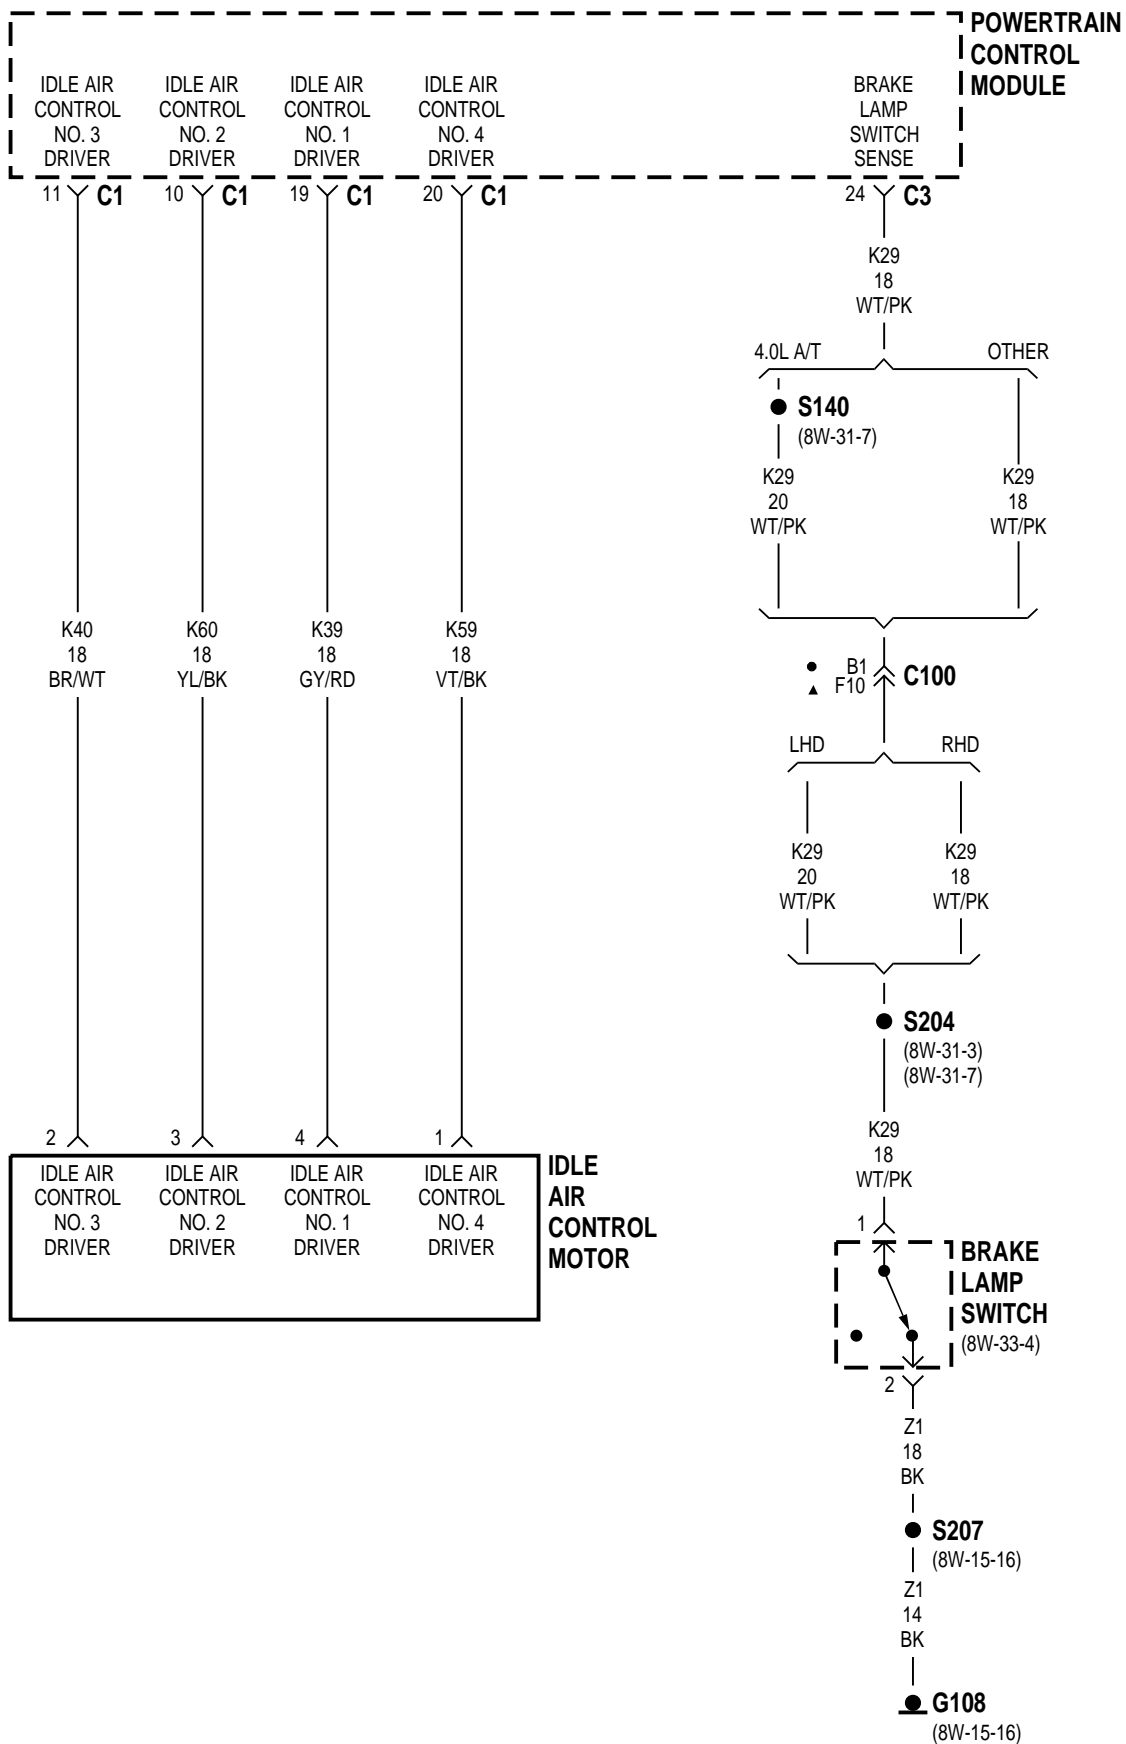 POWERTRAIN
CONTROL
MODULE
IDLE AIR
CONTROL
NO. 3
DRIVER
IDLE AIR
CONTROL
NO. 2
DRIVER
IDLE AIR
CONTROL
NO. 1
DRIVER
IDLE AIR
CONTROL
NO. 4
DRIVER
BRAKE
LAMP
SWITCH
SENSE
11 C1
10 C1
19 C1
20 C1
24 C3
K29
18
WT/PK
4.0L A/T
OTHER
S140
(8W-31-7)
K29
20
WT/PK
K29
18
WT/PK
K40
18
BR/WT
K60
18
YL/BK
K39
18
GY/RD
K59
18
VT/BK
B1
F10
C100
LHD
RHD
K29
20
WT/PK
K29
18
WT/PK
S204
(8W-31-3)
(8W-31-7)
K29
18
WT/PK
2
3
4
1
IDLE AIR
CONTROL
NO. 3
DRIVER
IDLE AIR
CONTROL
NO. 2
DRIVER
IDLE AIR
CONTROL
NO. 1
DRIVER
IDLE AIR
CONTROL
NO. 4
DRIVER
IDLE
AIR
CONTROL
MOTOR
1
BRAKE
LAMP
SWITCH
(8W-33-4)
2
Z1
18
BK
S207
(8W-15-16)
Z1
14
BK
G108
(8W-15-16)